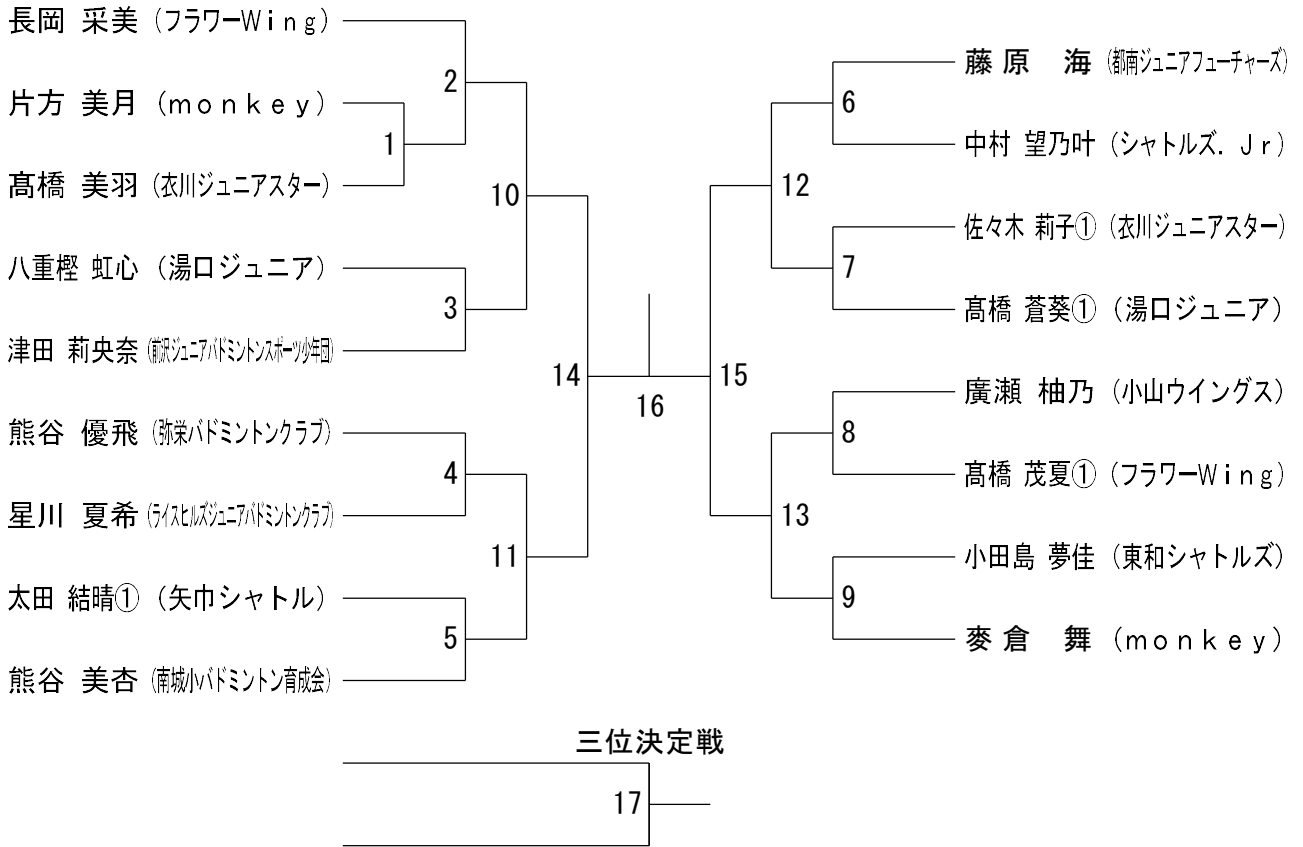 長岡 采美 (フラワーWing)
片方 美月 (monkey)
髙橋 美羽 (衣川ジュニアスター)
八重樫 虹心 (湯口ジュニア)
津田 莉央奈 (前沢ジュニアバドミントンスポーツ少年団)
熊谷 優飛 (弥栄バドミントンクラブ)
星川 夏希 (ライスヒルズジュニアバドミントンクラブ)
太田 結晴① (矢巾シャトル)
熊谷 美杏 (南城小バドミントン育成会)
1
2
3
4
5
10
11
14
16
15
12
13
6
7
8
9
藤原 海 (都南ジュニアフューチャーズ)
中村 望乃叶 (シャトルズ.Jr)
佐々木 莉子① (衣川ジュニアスター)
髙橋 蒼葵① (湯口ジュニア)
廣瀬 柚乃 (小山ウイングス)
髙橋 茂夏① (フラワーWing)
小田島 夢佳 (東和シャトルズ)
麥倉 舞 (monkey)
三位決定戦
17